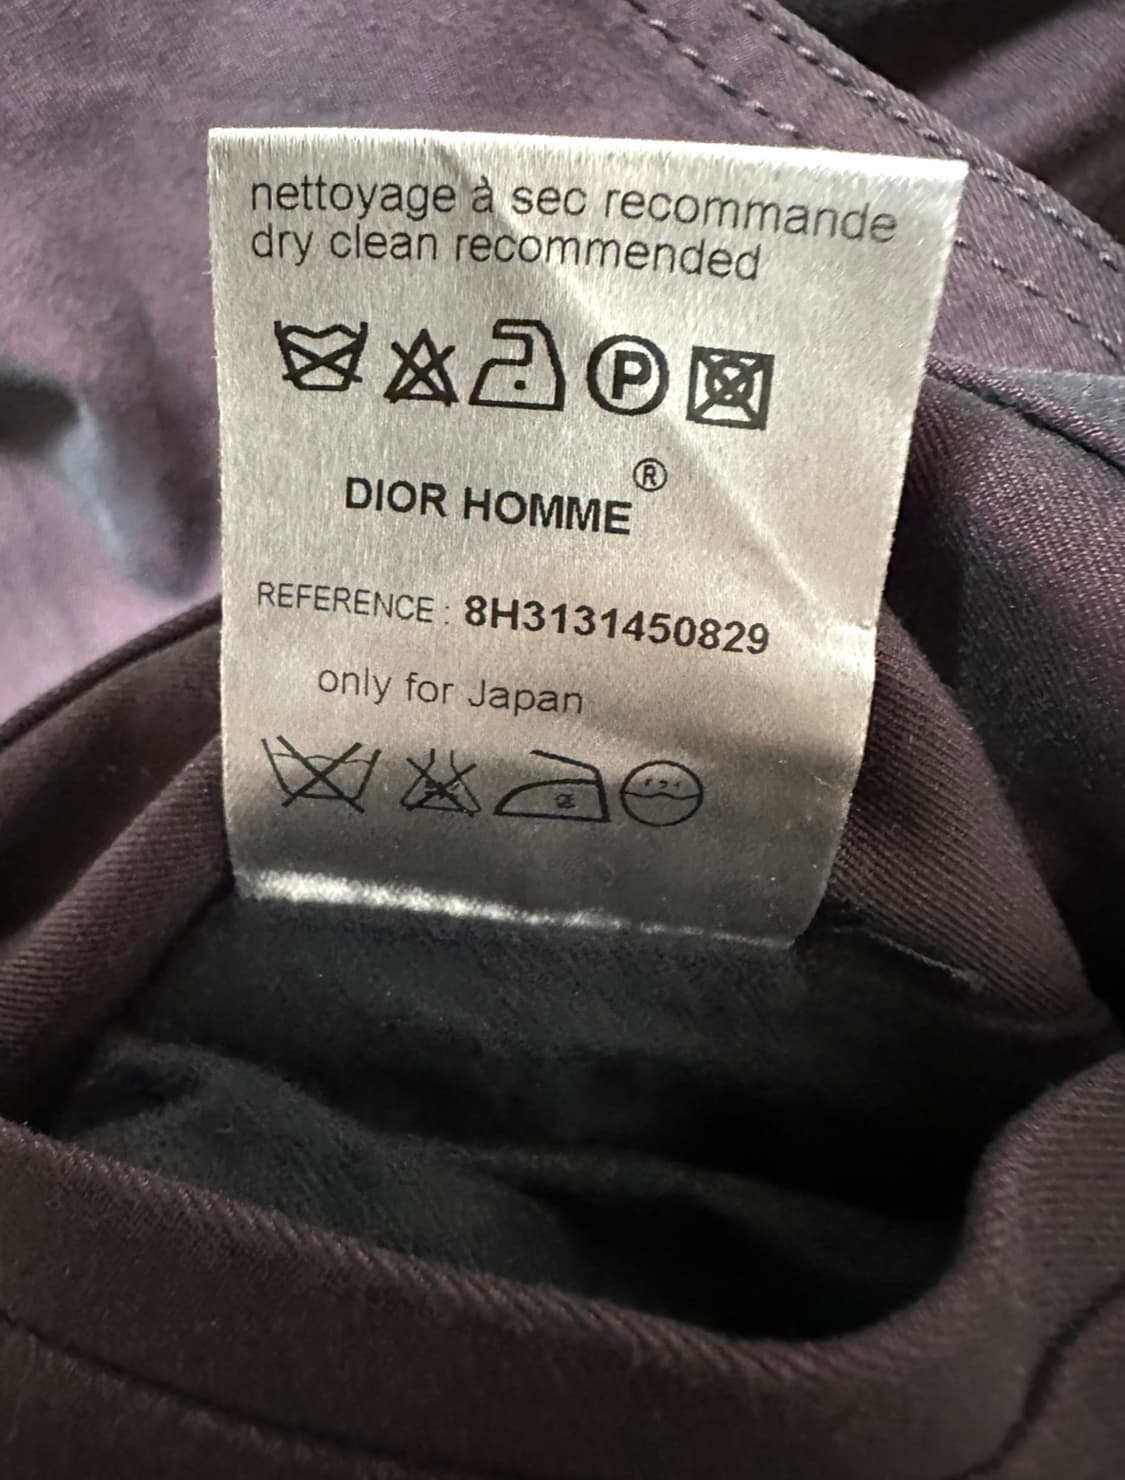 nettoyage à sec recommande
dry clean recommended
P
DIOR HOMME®
REFERENCE : 8H3131450829
only for Japan